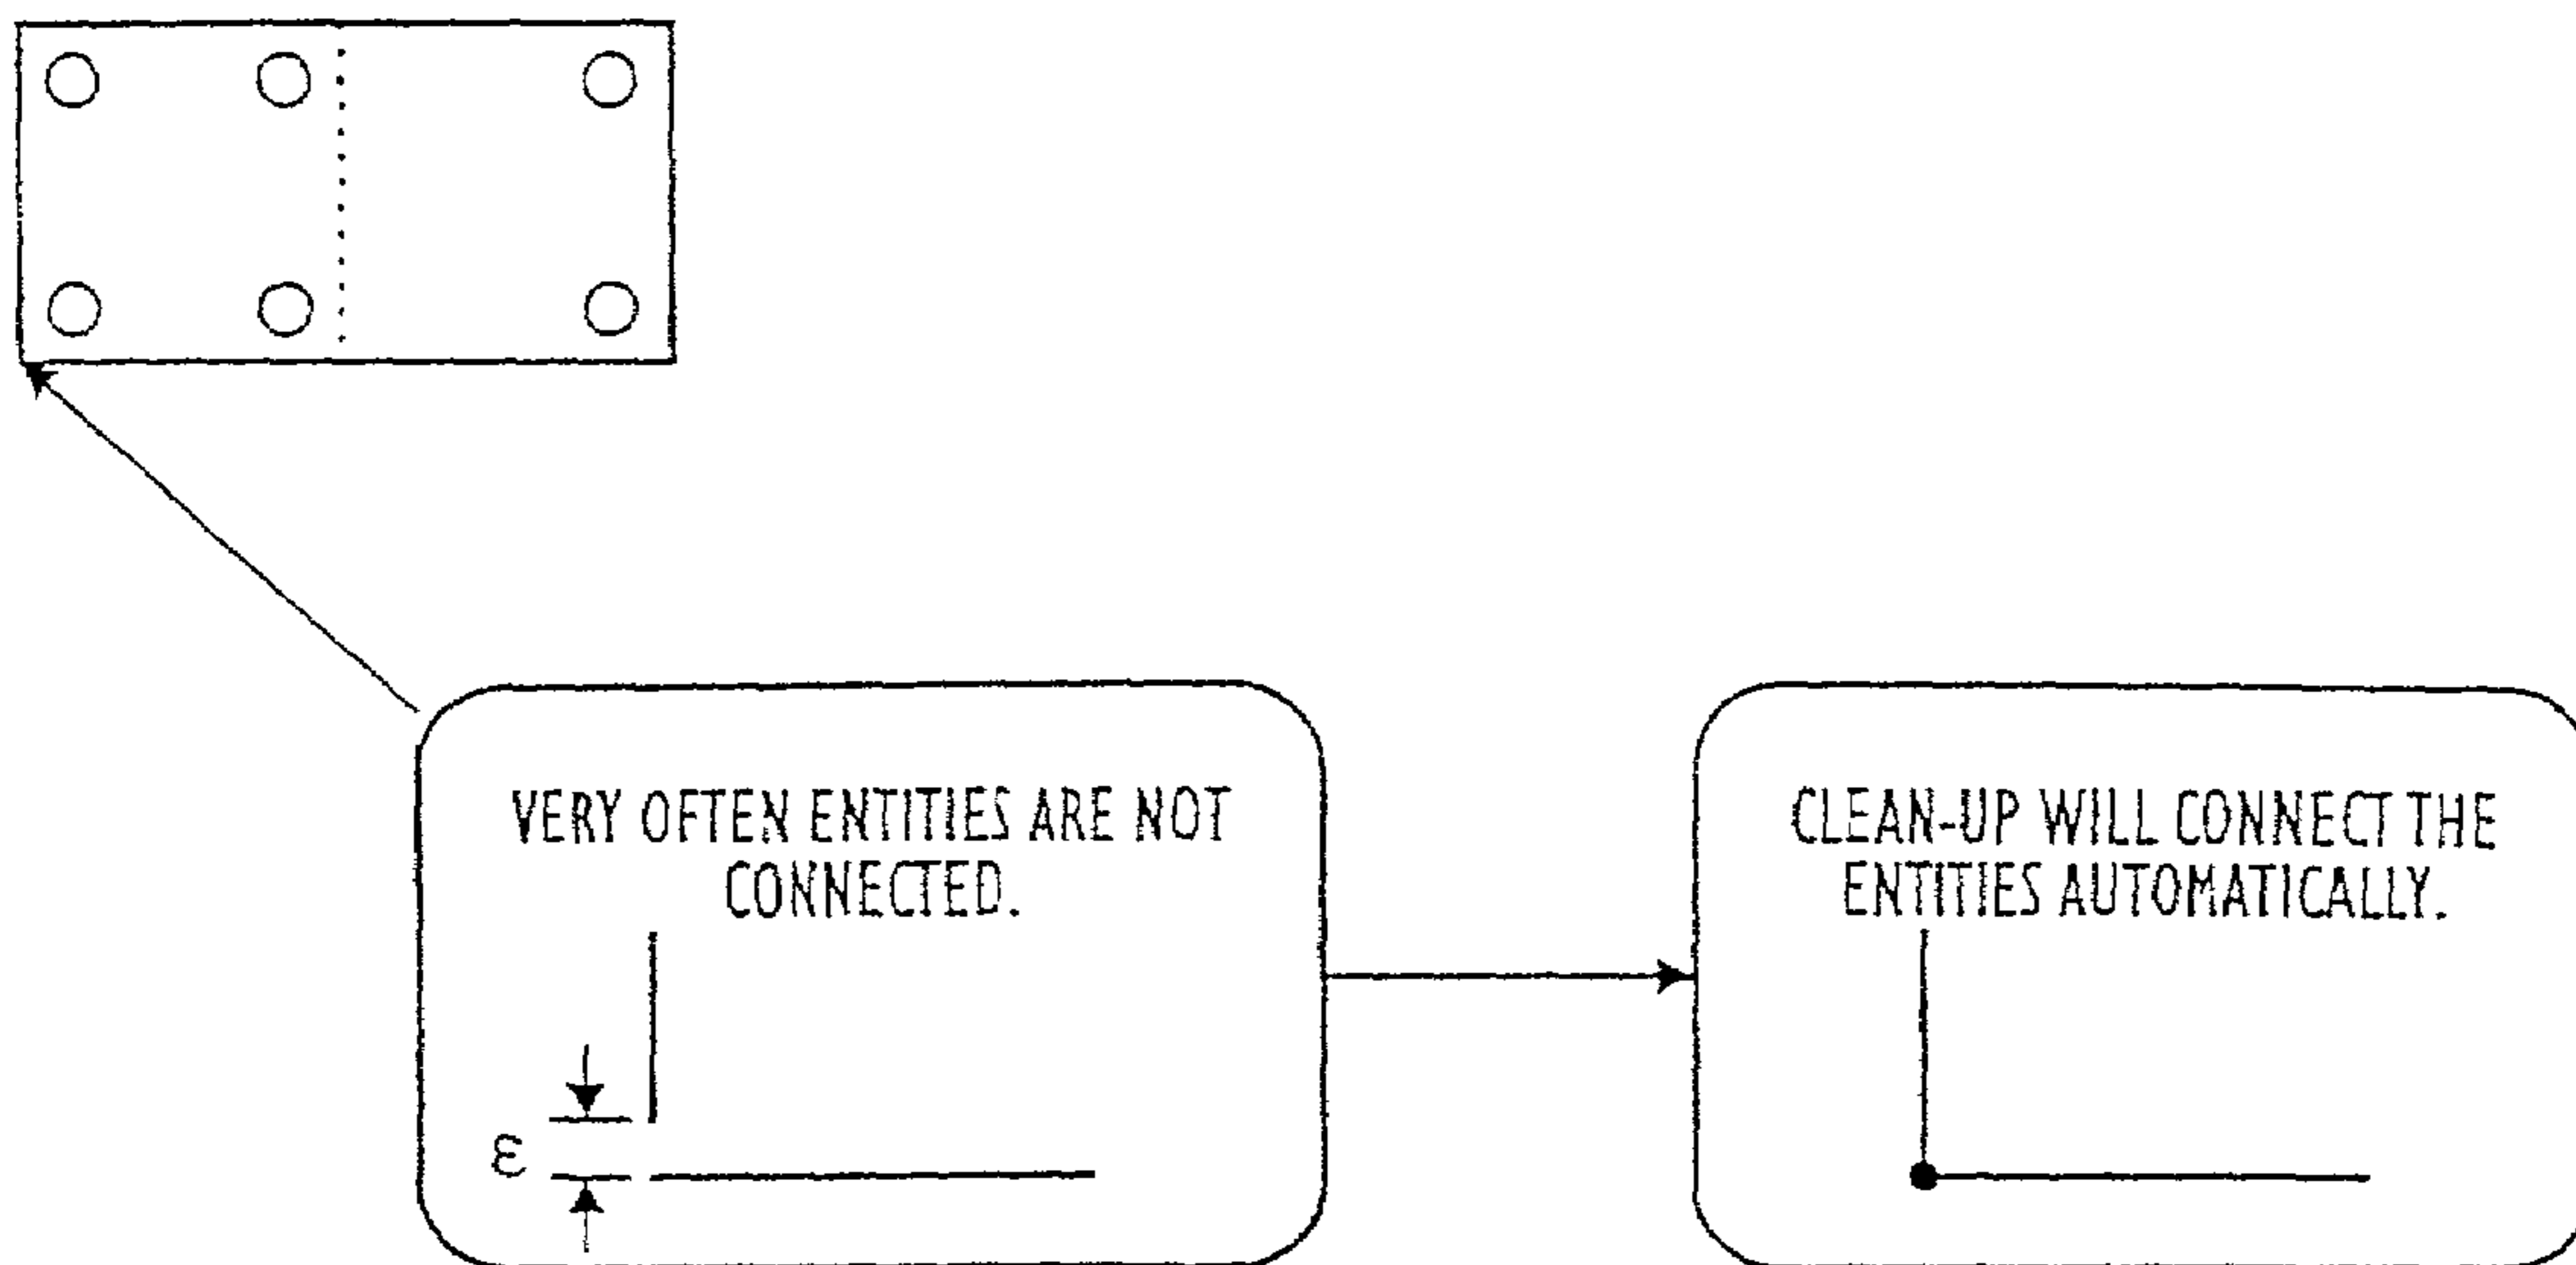 VERY OFTEN ENTITIES ARE NOT
CONNECTED.
ε
CLEAN-UP WILL CONNECT THE
ENTITIES AUTOMATICALLY.